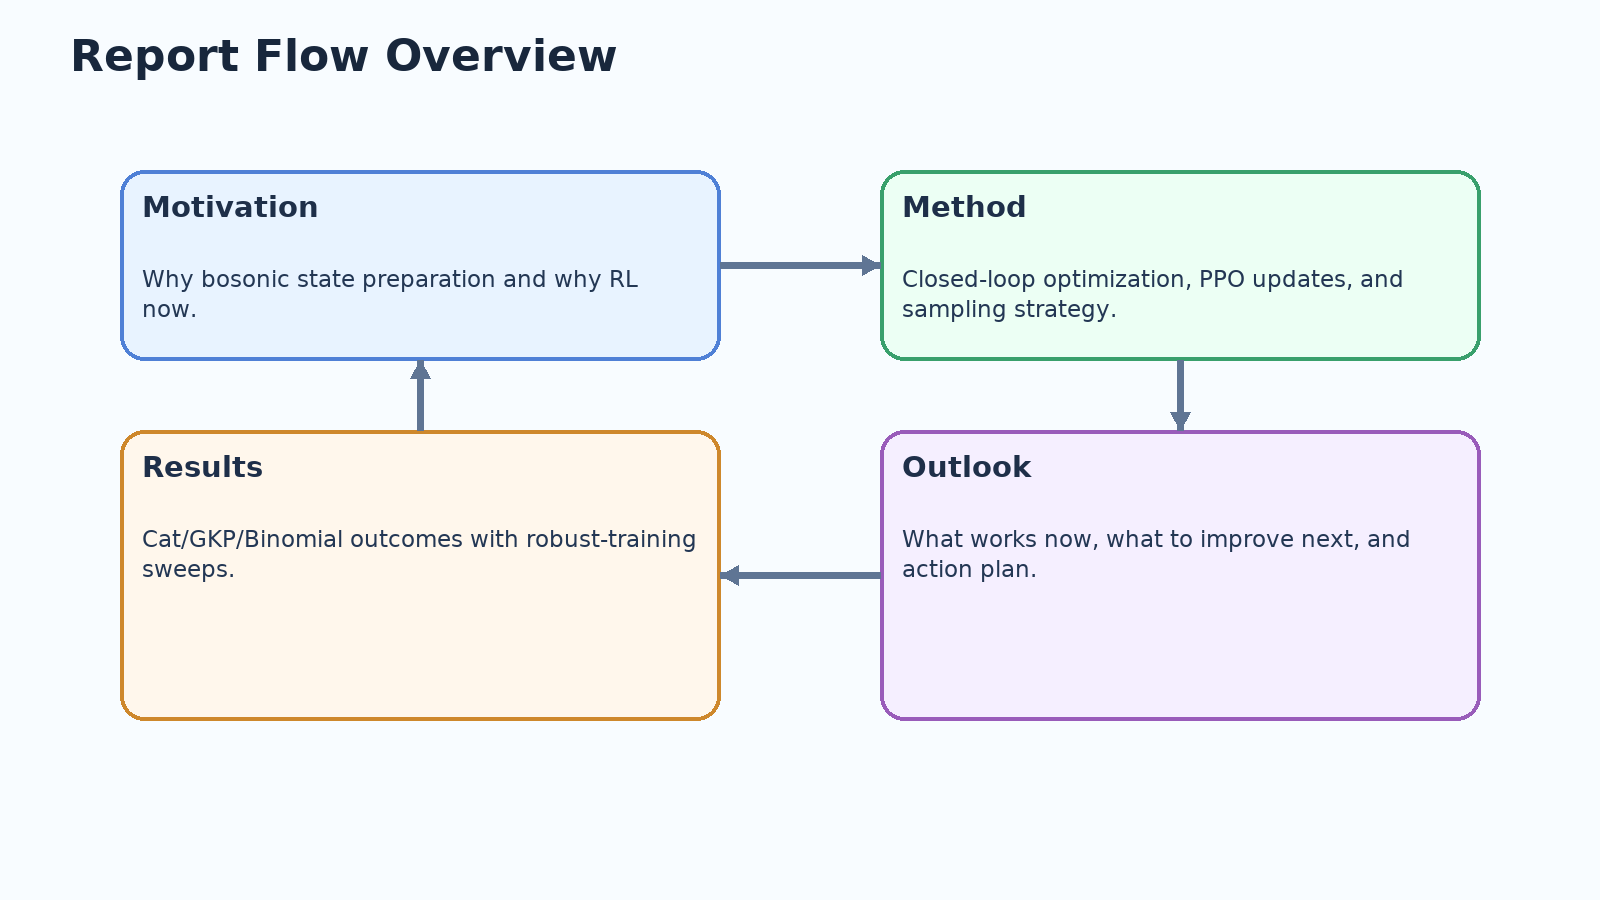 Report Flow Overview
Motivation
Why bosonic state preparation and why RL
now.
Method
Closed-loop optimization, PPO updates, and
sampling strategy.
Results
Cat/GKP/Binomial outcomes with robust-training
sweeps.
Outlook
What works now, what to improve next, and
action plan.